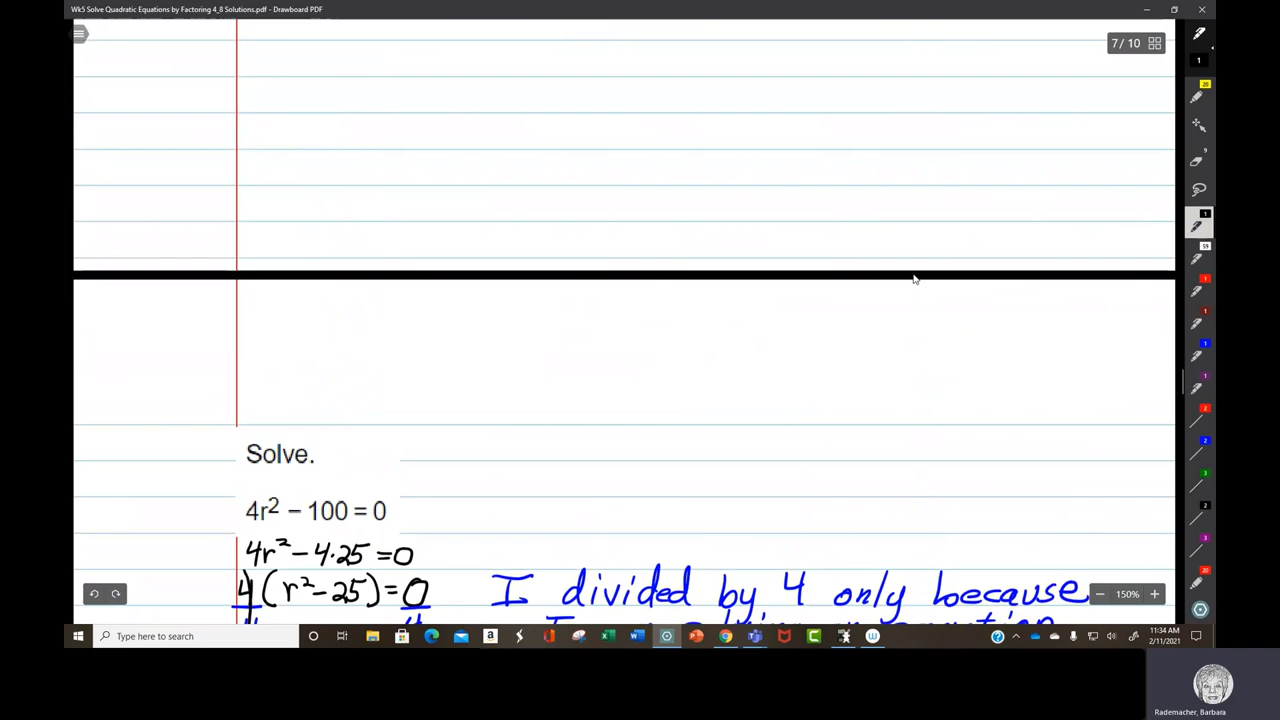 Wk5 Solve Quadratic Equations by Factoring 4_8 Solutions.pdf - Drawboard PDF
7 / 10
Solve.
4r² − 100 = 0
4r² − 4·25 = 0
4(r² − 25) = 0
I divided by 4 only because
150%
Type here to search
11:34 AM
2/11/2021
Rademacher, Barbara